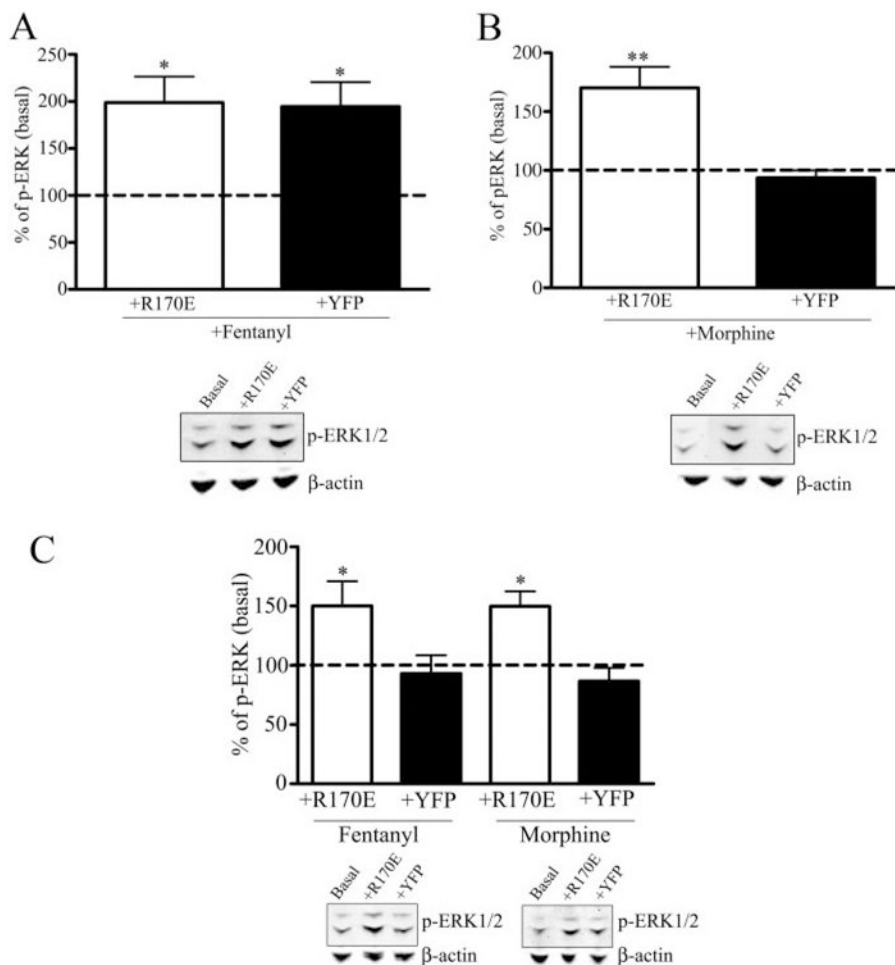 A
% of p-ERK (basal)
250
200
150
100
50
0
*
*
+R170E
+YFP
+Fentanyl
Basal
+R170E
+YFP
p-ERK1/2
β-actin
B
% of pERK (basal)
200
150
100
50
0
**
+R170E
+YFP
+Morphine
Basal
+R170E
+YFP
p-ERK1/2
β-actin
C
% of p-ERK (basal)
200
150
100
50
0
*
*
+R170E
+YFP
+R170E
+YFP
Fentanyl
Morphine
Basal
+R170E
+YFP
p-ERK1/2
β-actin
Basal
+R170E
+YFP
p-ERK1/2
β-actin